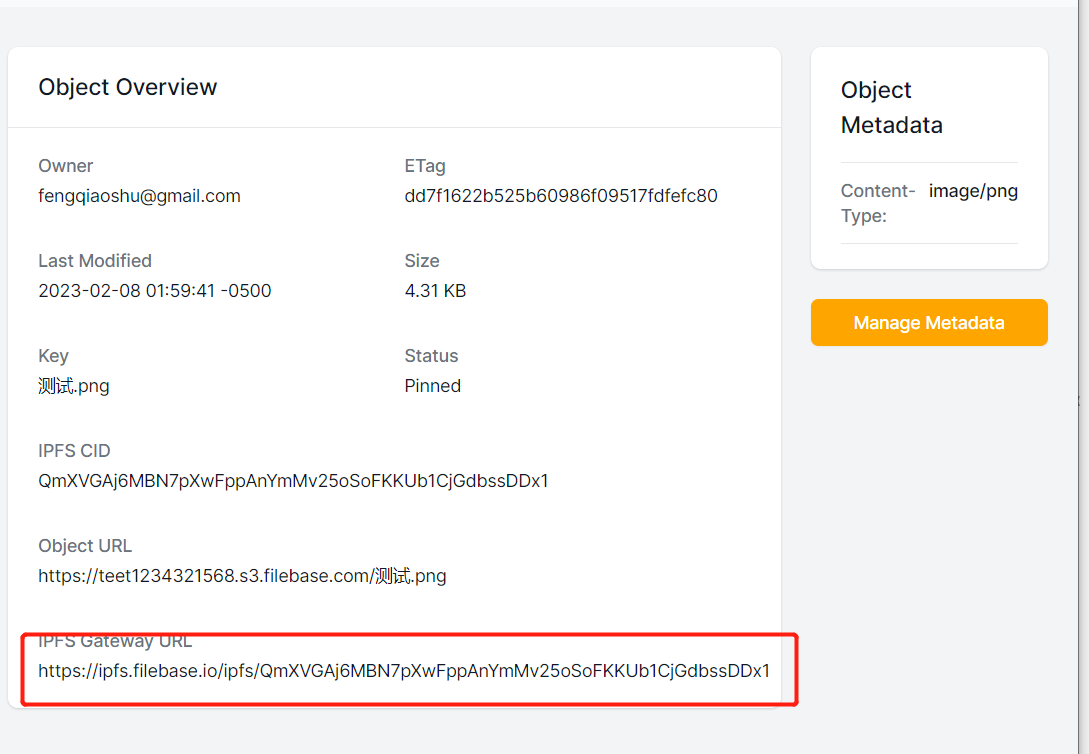 Object Overview
Owner
fengqiaoshu@gmail.com
ETag
dd7f1622b525b60986f09517fdfefc80
Last Modified
2023-02-08 01:59:41 -0500
Size
4.31 KB
Key
测试.png
Status
Pinned
IPFS CID
QmXVGAj6MBN7pXwFppAnYmMv25oSoFKKUb1CjGdbssDDx1
Object URL
https://teet1234321568.s3.filebase.com/测试.png
IPFS Gateway URL
https://ipfs.filebase.io/ipfs/QmXVGAj6MBN7pXwFppAnYmMv25oSoFKKUb1CjGdbssDDx1
Object
Metadata
Content-
Type:
image/png
Manage Metadata